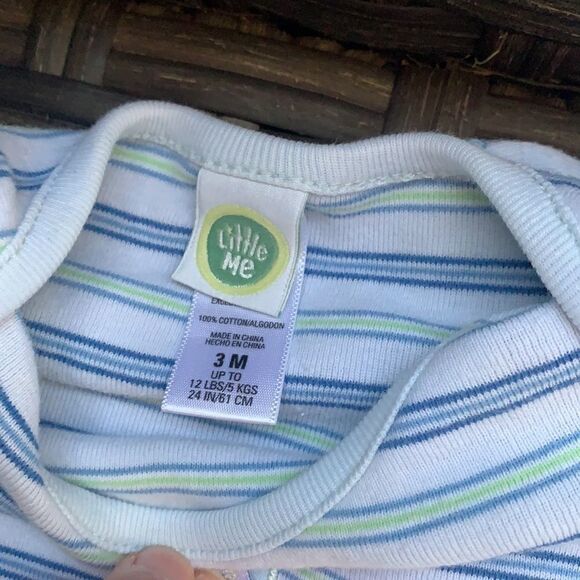 Little
Me
100% COTTON/ALGODON
MADE IN CHINA
HECHO EN CHINA
3 M
UP TO
12 LBS/5 KGS
24 IN/61 CM